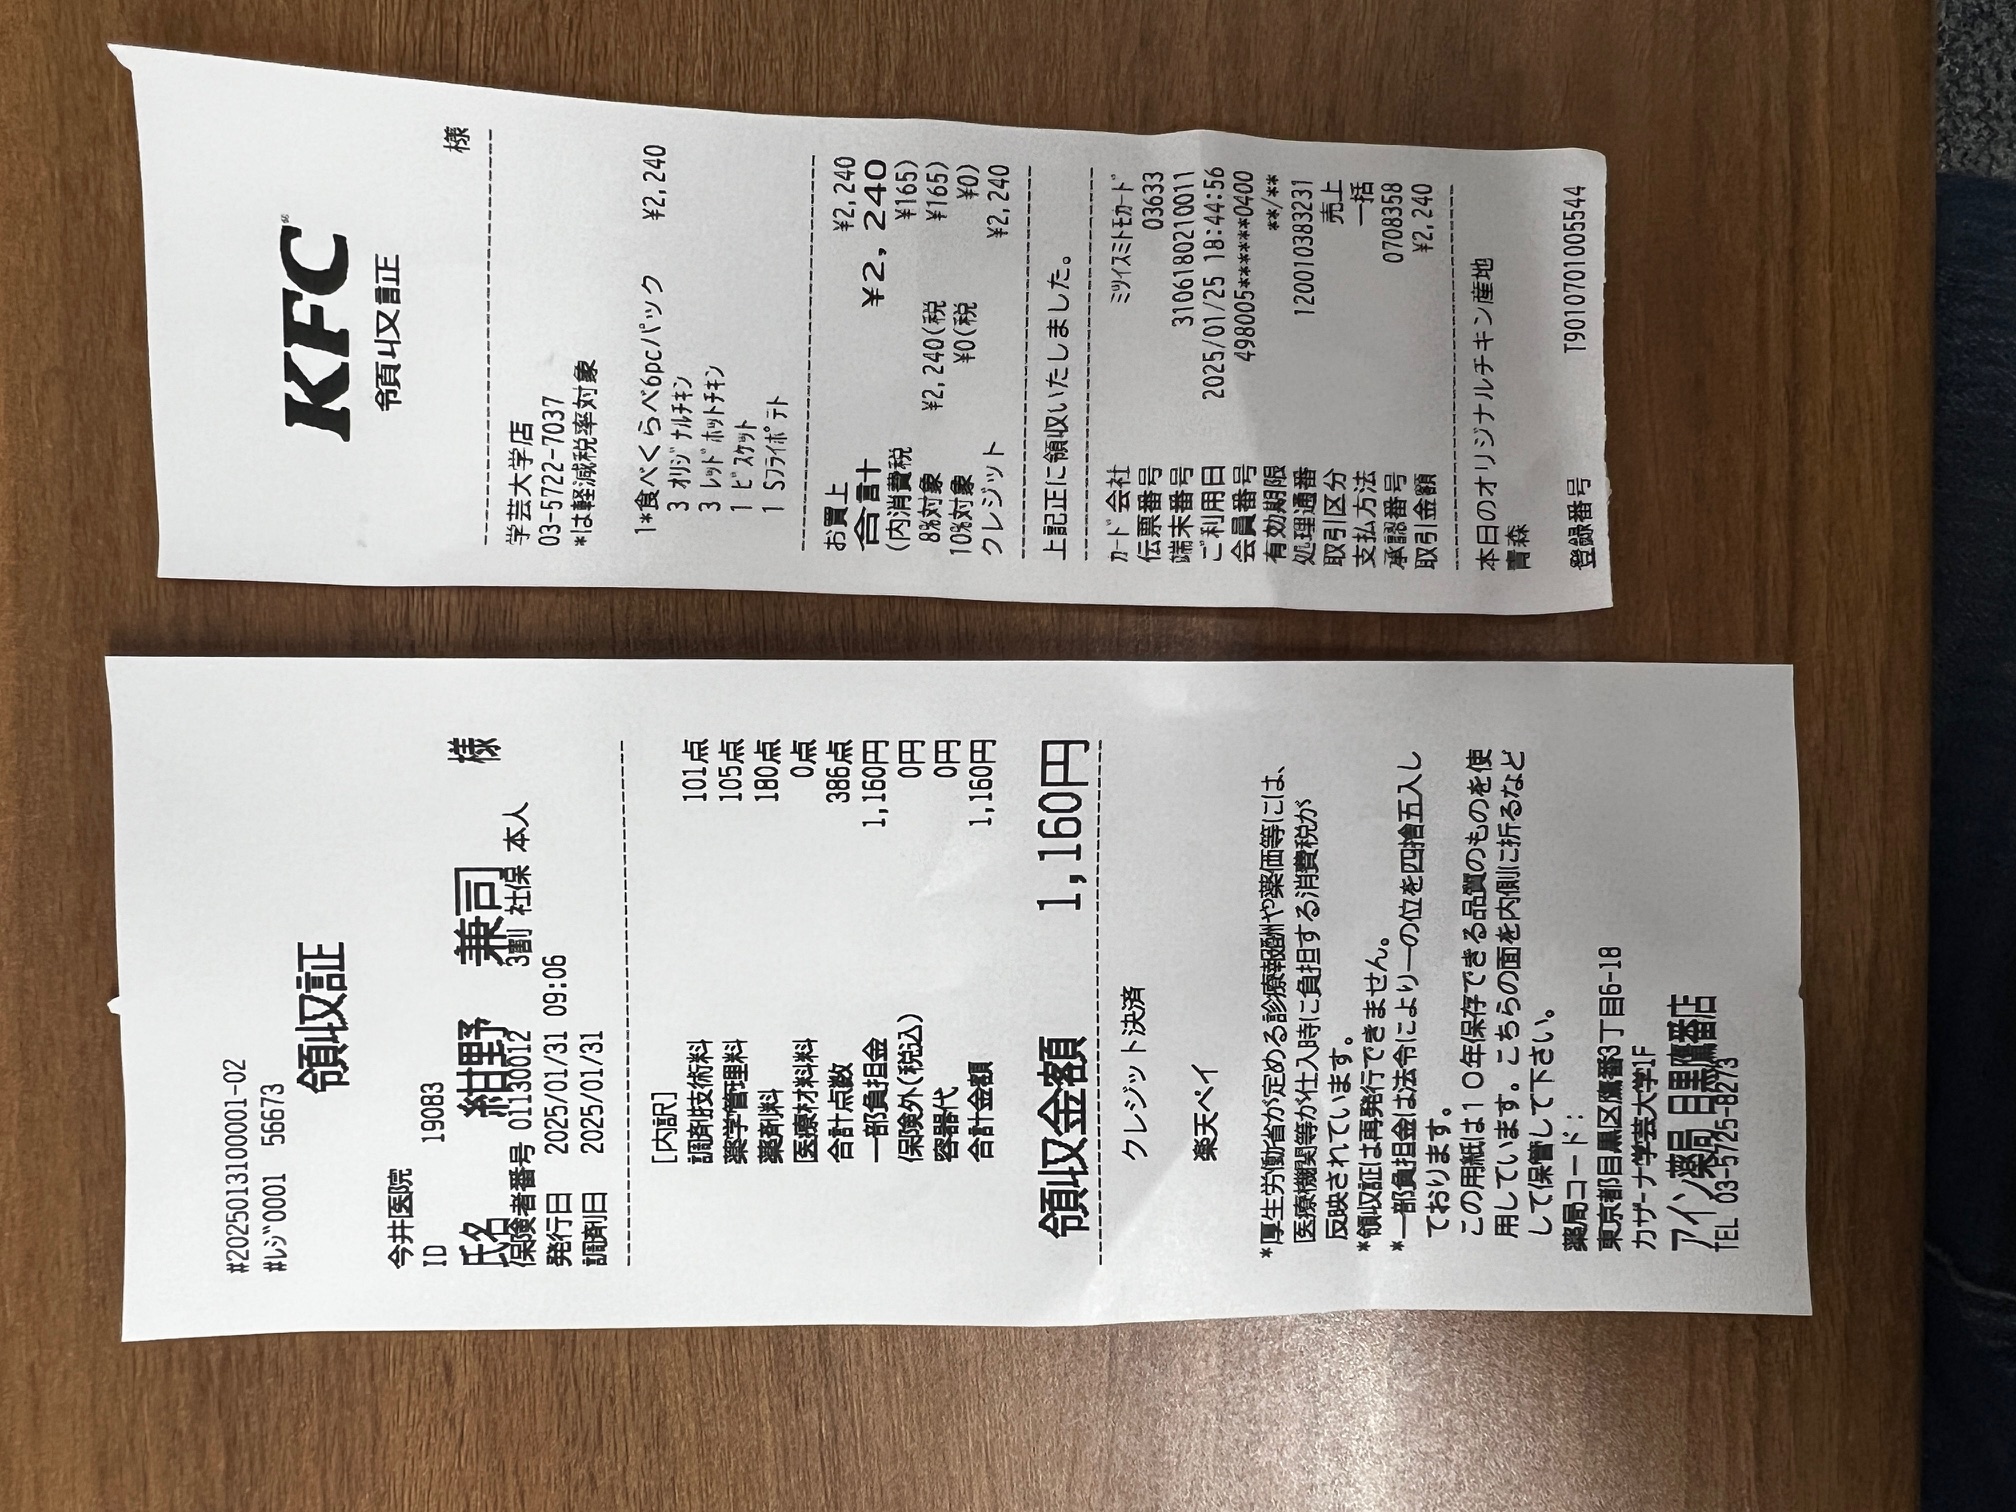 #2025013100001-02
#ﾚｼﾞ0001 56673
領収証
今井医院
ID 19083
氏名 紺野 兼司 様
保険者番号 01130012 3割 社保 本人
発行日 2025/01/31 09:06
調剤日 2025/01/31
[内訳]
調剤技術料 101点
薬学管理料 105点
薬剤料 180点
医療材料料 0点
合計点数 386点
一部負担金 1,160円
保険外(税込) 0円
容器代 0円
合計金額 1,160円
領収金額 1,160円
クレジット決済
楽天ペイ
*厚生労働省が定める診療報酬や薬価等には、
医療機関等が仕入時に負担する消費税が
反映されています。
*領収証は再発行できません。
*一部負担金は法令により一の位を四捨五入し
ております。
この用紙は10年保存できる品質のものを使
用しています。こちらの面を内側に折るなど
して保管して下さい。
薬局コード:
東京都目黒区鷹番3丁目6-18
カザーナ学芸大学1F
アイン薬局 目黒鷹番店
TEL 03-5725-8273
KFC
領収証
様
学芸大学店
03-5722-7037
*は軽減税率対象
1*食べくらべ6pcパック ¥2,240
3 ｵﾘｼﾞﾅﾙﾁｷﾝ
3 ﾚｯﾄﾞﾎｯﾄﾁｷﾝ
1 ﾋﾞｽｹｯﾄ
1 Sﾌﾗｲﾎﾟﾃﾄ
お買上 ¥2,240
合計 ¥2,240
(内消費税 ¥165)
8%対象 ¥2,240(税 ¥165)
10%対象 ¥0(税 ¥0)
クレジット ¥2,240
上記正に領収いたしました。
ｶｰﾄﾞ会社 ﾐﾂｲｽﾐﾄﾓｶｰﾄﾞ
伝票番号 03633
端末番号 3106180210011
ご利用日 2025/01/25 18:44:56
会員番号 498005******0400
有効期限 **/**
処理通番 120010383231
取引区分 売上
支払方法 一括
承認番号 0708358
取引金額 ¥2,240
本日のオリジナルチキン産地
青森
登録番号 T9010701005544